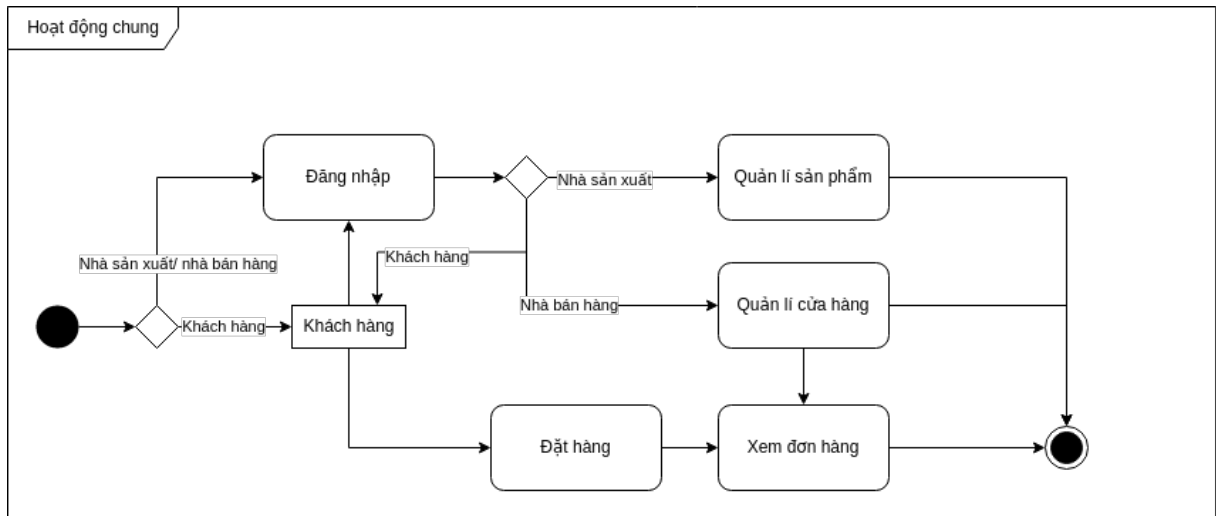 Hoạt động chung
Đăng nhập
Nhà sản xuất
Quản lí sản phẩm
Nhà sản xuất/ nhà bán hàng
Khách hàng
Nhà bán hàng
Quản lí cửa hàng
Khách hàng
Khách hàng
Đặt hàng
Xem đơn hàng